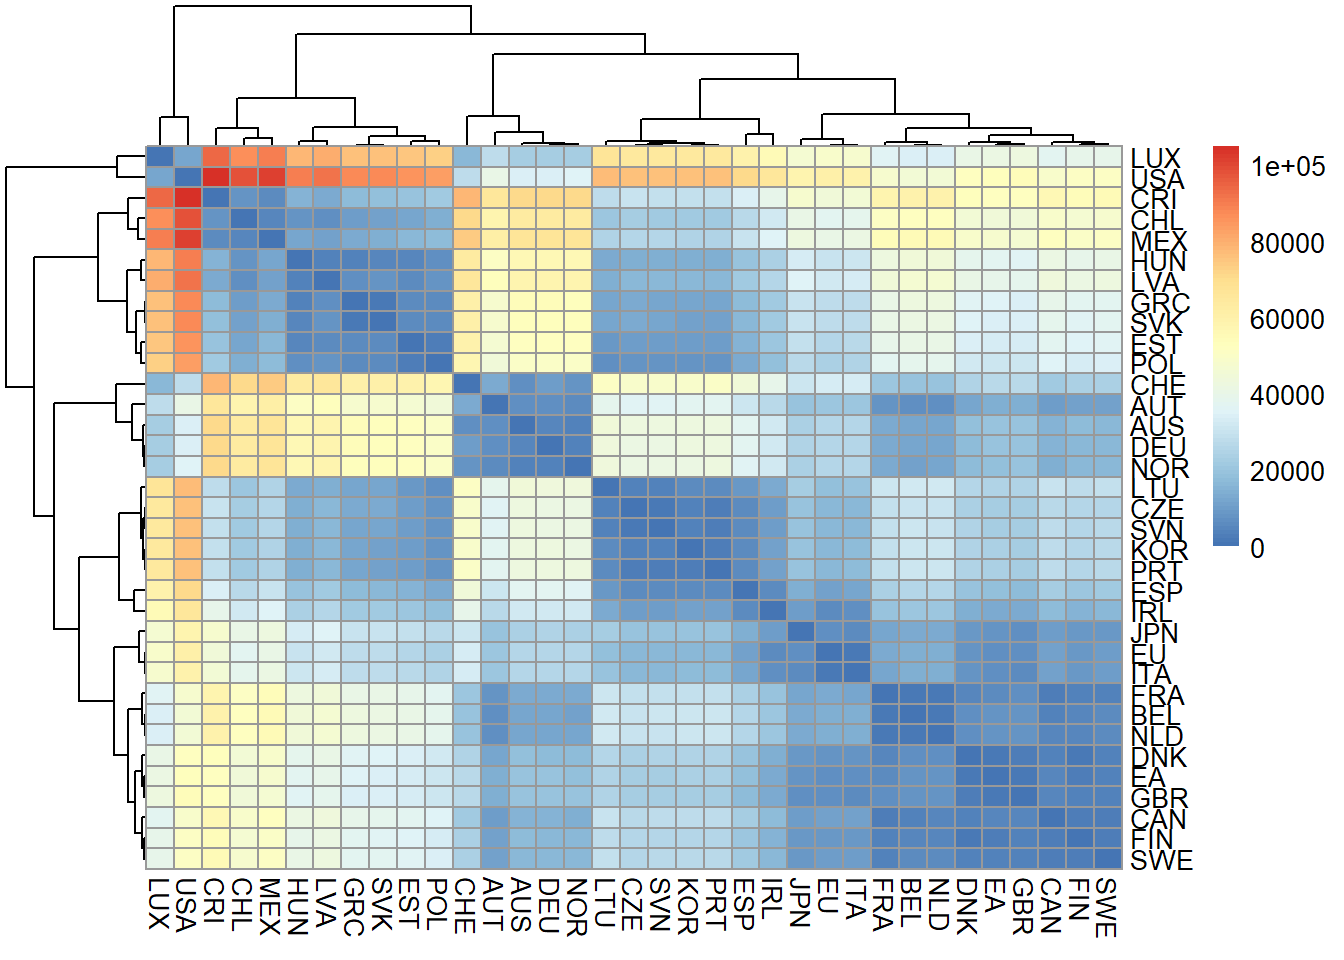 LUX
USA
CRI
CHL
MEX
HUN
LVA
GRC
SVK
EST
POL
CHE
AUT
AUS
DEU
NOR
LTU
CZE
SVN
KOR
PRT
ESP
IRL
JPN
EU
ITA
FRA
BEL
NLD
DNK
EA
GBR
CAN
FIN
SWE
1e+05
80000
60000
40000
20000
0
LUX USA CRI CHL MEX HUN LVA GRC SVK EST POL CHE AUT AUS DEU NOR LTU CZE SVN KOR PRT ESP IRL JPN EU ITA FRA BEL NLD DNK EA GBR CAN FIN SWE